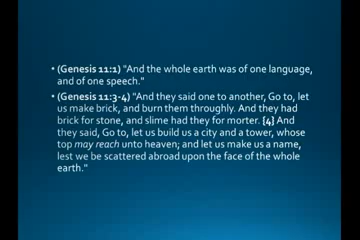 • (Genesis 11:1) "And the whole earth was of one language,
and of one speech."
• (Genesis 11:3-4) "And they said one to another, Go to, let
us make brick, and burn them throughly. And they had
brick for stone, and slime had they for morter. {4} And
they said, Go to, let us build us a city and a tower, whose
top may reach unto heaven; and let us make us a name,
lest we be scattered abroad upon the face of the whole
earth."